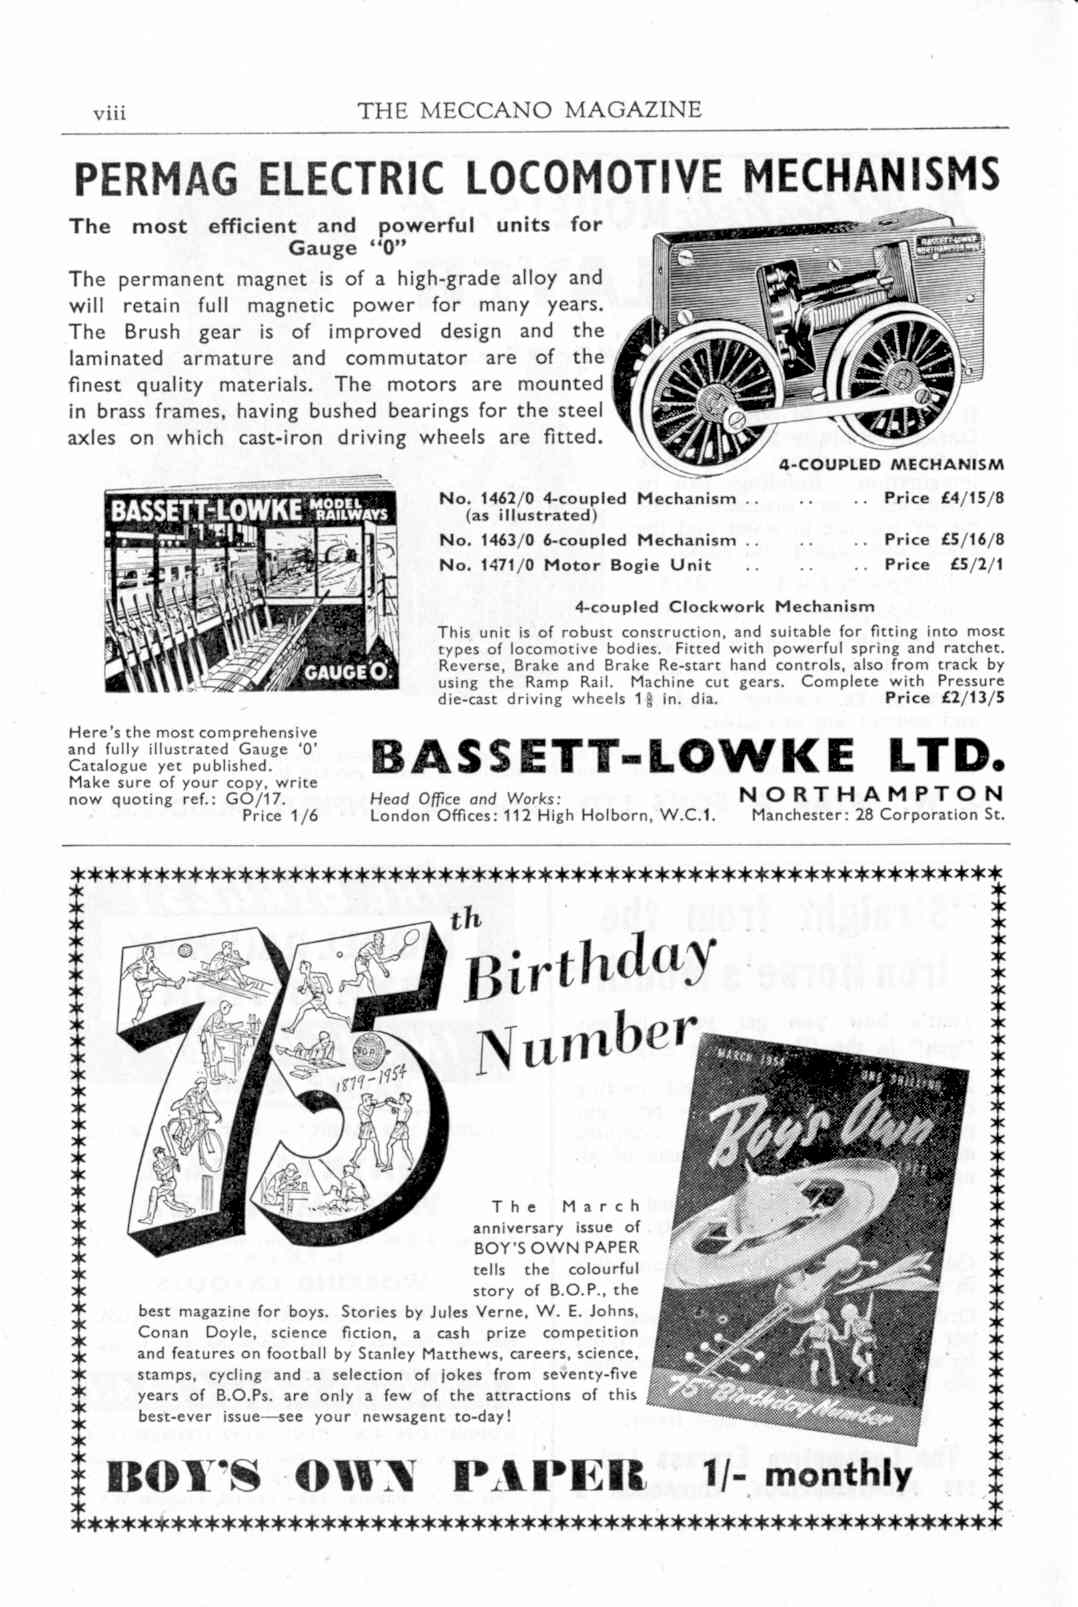 viii
THE MECCANO MAGAZINE
PERMAG ELECTRIC LOCOMOTIVE MECHANISMS
The most efficient and powerful units for
Gauge "0"
The permanent magnet is of a high-grade alloy and
will retain full magnetic power for many years.
The Brush gear is of improved design and the
laminated armature and commutator are of the
finest quality materials. The motors are mounted
in brass frames, having bushed bearings for the steel
axles on which cast-iron driving wheels are fitted.
BASSETT-LOWKE
NORTHAMPTON
4-COUPLED MECHANISM
BASSETT-LOWKE MODEL
RAILWAYS
GAUGE O.
No. 1462/0 4-coupled Mechanism .. .. .. Price £4/15/8
(as illustrated)
No. 1463/0 6-coupled Mechanism .. .. .. Price £5/16/8
No. 1471/0 Motor Bogie Unit .. .. .. Price £5/2/1
4-coupled Clockwork Mechanism
This unit is of robust construction, and suitable for fitting into most
types of locomotive bodies. Fitted with powerful spring and ratchet.
Reverse, Brake and Brake Re-start hand controls, also from track by
using the Ramp Rail. Machine cut gears. Complete with Pressure
die-cast driving wheels 1⅜ in. dia. Price £2/13/5
Here's the most comprehensive
and fully illustrated Gauge '0'
Catalogue yet published.
Make sure of your copy, write
now quoting ref.: GO/17.
Price 1/6
BASSETT-LOWKE LTD.
Head Office and Works: NORTHAMPTON
London Offices: 112 High Holborn, W.C.1. Manchester: 28 Corporation St.
75th
Birthday
Number
B.O.P.
1879-1954
MARCH 1954
ONE SHILLING
Boy's Own
PAPER
75TH Birthday Number
The March
anniversary issue of
BOY'S OWN PAPER
tells the colourful
story of B.O.P., the
best magazine for boys. Stories by Jules Verne, W. E. Johns,
Conan Doyle, science fiction, a cash prize competition
and features on football by Stanley Matthews, careers, science,
stamps, cycling and a selection of jokes from seventy-five
years of B.O.Ps. are only a few of the attractions of this
best-ever issue—see your newsagent to-day!
BOY'S OWN PAPER 1/- monthly